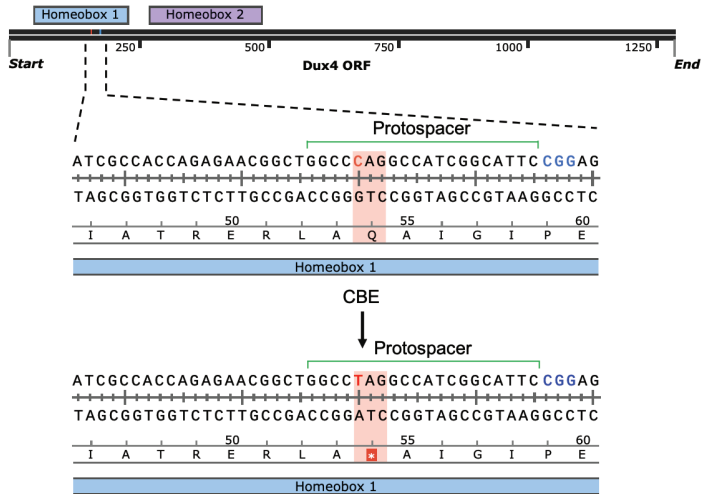 Homeobox 1 Homeobox 2
250 500 750 1000 1250
Start Dux4 ORF End
Protospacer
ATCGCCACCAGAGAACGGCTGGCCCAGGCCATCGGCATTCCGGAG
TAGCGGTGGTCTCTTGCCGACCGGGTCCGGTAGCCGTAAGGCCTC
50 55 60
I A T R E R L A Q A I G I P E
Homeobox 1
CBE
Protospacer
ATCGCCACCAGAGAACGGCTGGCCTAGGCCATCGGCATTCCGGAG
TAGCGGTGGTCTCTTGCCGACCGGATCCGGTAGCCGTAAGGCCTC
50 55 60
I A T R E R L A * A I G I P E
Homeobox 1